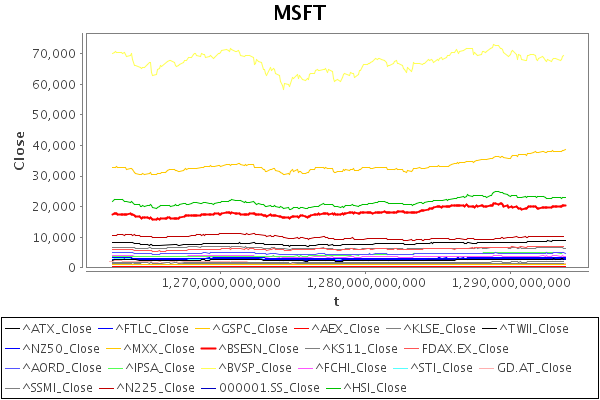 MSFT
Close
70,000
60,000
50,000
40,000
30,000
20,000
10,000
0
1,270,000,000,000 1,280,000,000,000 1,290,000,000,000
t
^ATX_Close ^FTLC_Close ^GSPC_Close ^AEX_Close ^KLSE_Close ^TWII_Close
^NZ50_Close ^MXX_Close ^BSESN_Close ^KS11_Close FDAX.EX_Close
^AORD_Close ^IPSA_Close ^BVSP_Close ^FCHI_Close ^STI_Close GD.AT_Close
^SSMI_Close ^N225_Close 000001.SS_Close ^HSI_Close